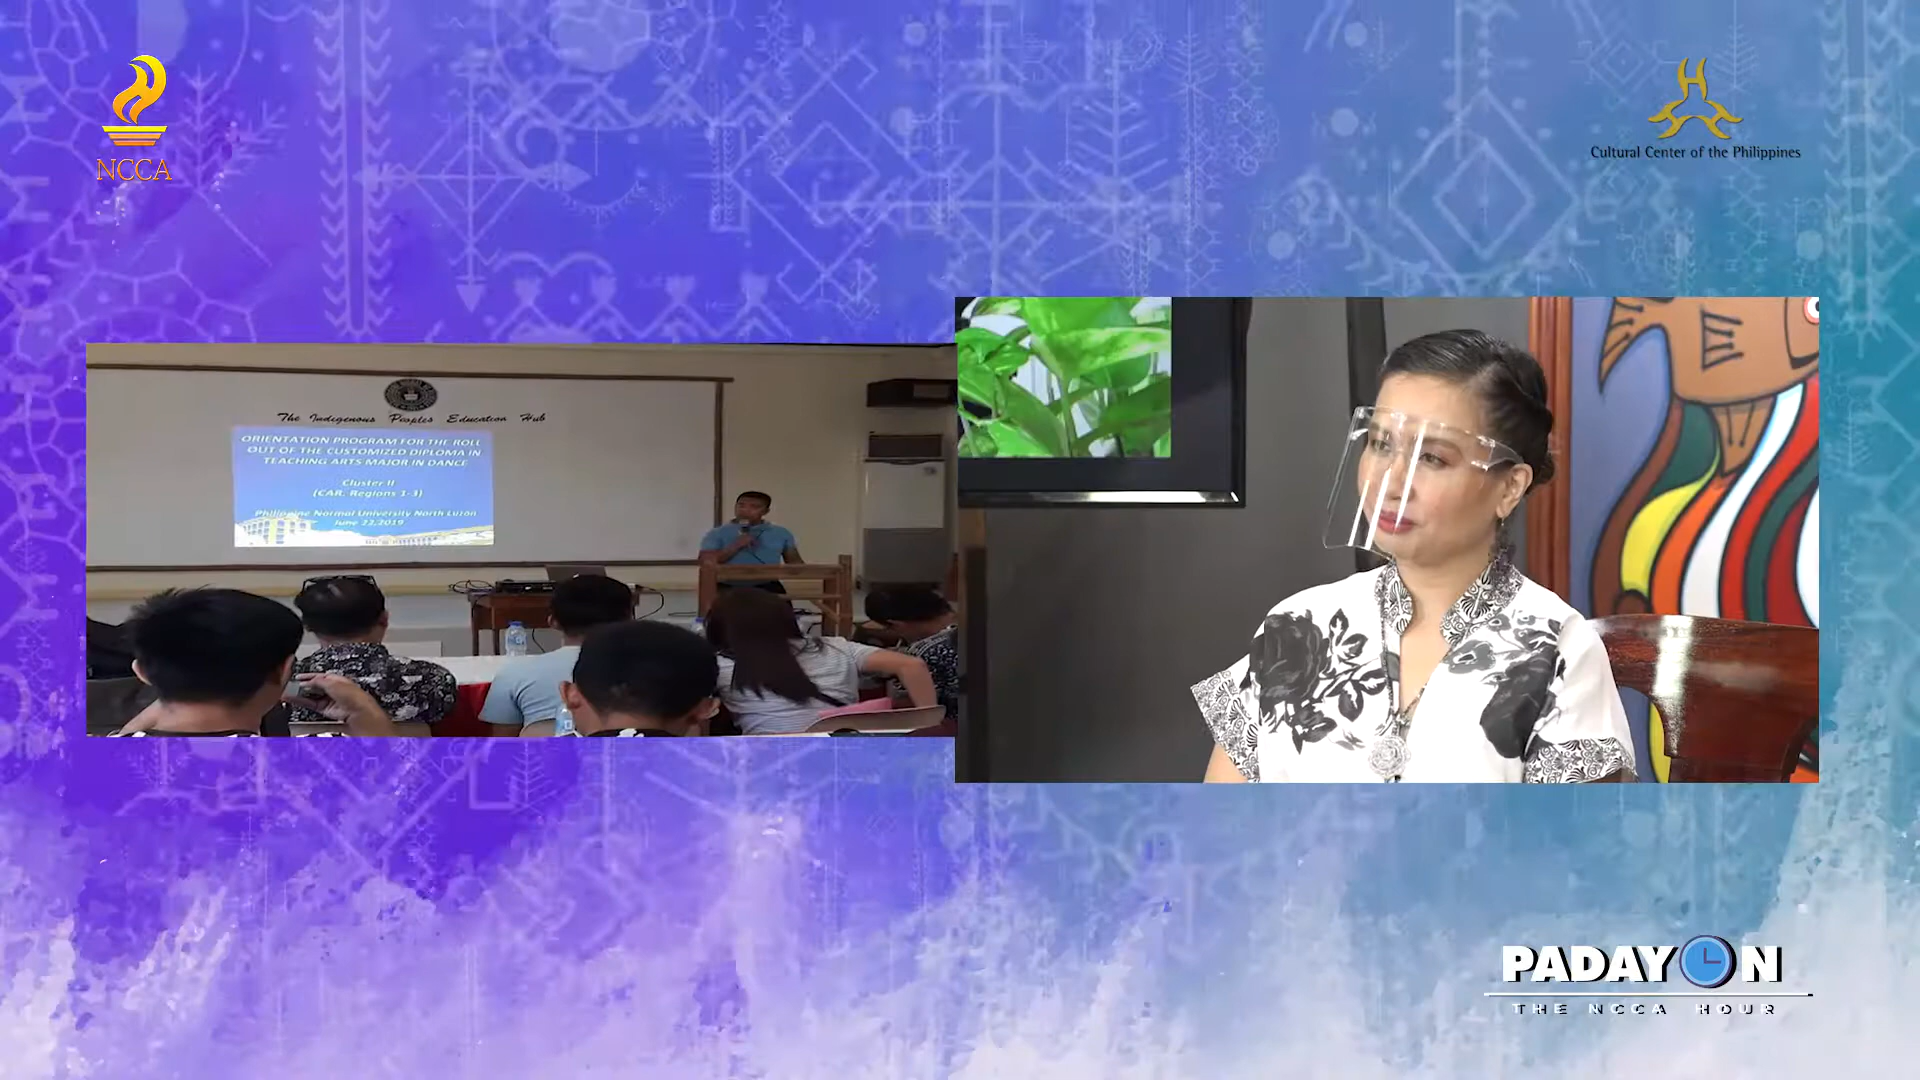 NCCA
Cultural Center of the Philippines
The Indigenous Peoples Education Hub
ORIENTATION PROGRAM FOR THE ROLL
OUT OF THE CUSTOMIZED DIPLOMA IN
TEACHING ARTS MAJOR IN DANCE
Cluster II
(CAR, Regions 1-3)
Philippine Normal University North Luzon
June 22,2019
PADAYON
THE NCCA HOUR